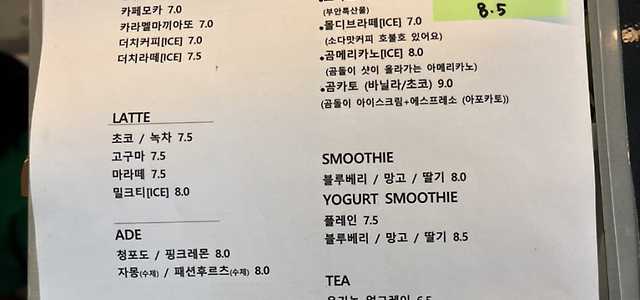 카페모카 7.0
카라멜마끼아또 7.0
더치커피[ICE] 7.0
더치라떼[ICE] 7.5
LATTE
초코 / 녹차 7.5
고구마 7.5
마라떼 7.5
밀크티[ICE] 8.0
ADE
청포도 / 핑크레몬 8.0
자몽(수제) / 패션후르츠(수제) 8.0
8.5
(부안특산물)
몰디브라떼[ICE] 7.0
(소다맛커피 호불호 있어요)
곰메리카노[ICE] 8.0
(곰돌이 샷이 올라가는 아메리카노)
곰카토 (바닐라/초코) 9.0
(곰돌이 아이스크림+에스프레소 (아포카토))
SMOOTHIE
블루베리 / 망고 / 딸기 8.0
YOGURT SMOOTHIE
플레인 7.5
블루베리 / 망고 / 딸기 8.5
TEA